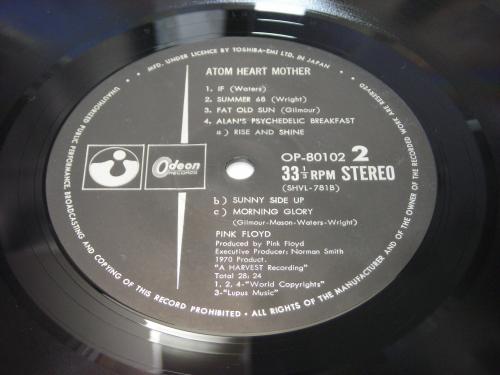 MFD. UNDER LICENCE BY TOSHIBA-EMI LTD. IN JAPAN
ATOM HEART MOTHER
1. IF (Waters)
2. SUMMER 68 (Wright)
3. FAT OLD SUN (Gilmour)
4. ALAN'S PSYCHEDELIC BREAKFAST
a) RISE AND SHINE
Odeon
RECORDS
OP-80102 2
33 1/3 RPM STEREO
(SHVL-781B)
b) SUNNY SIDE UP
c) MORNING GLORY
(Gilmour-Mason-Waters-Wright)
PINK FLOYD
Produced by Pink Floyd
Executive Producer: Norman Smith
1970 Product.
"A HARVEST Recording"
Total 28:24
1, 2, 4-"World Copyrights"
3-"Lupus Music"
• ALL RIGHTS OF THE MANUFACTURER AND OF THE OWNER OF THE RECORDED WORK ARE RESERVED •
UNAUTHORIZED PUBLIC PERFORMANCE, BROADCASTING AND COPYING OF THIS RECORD PROHIBITED